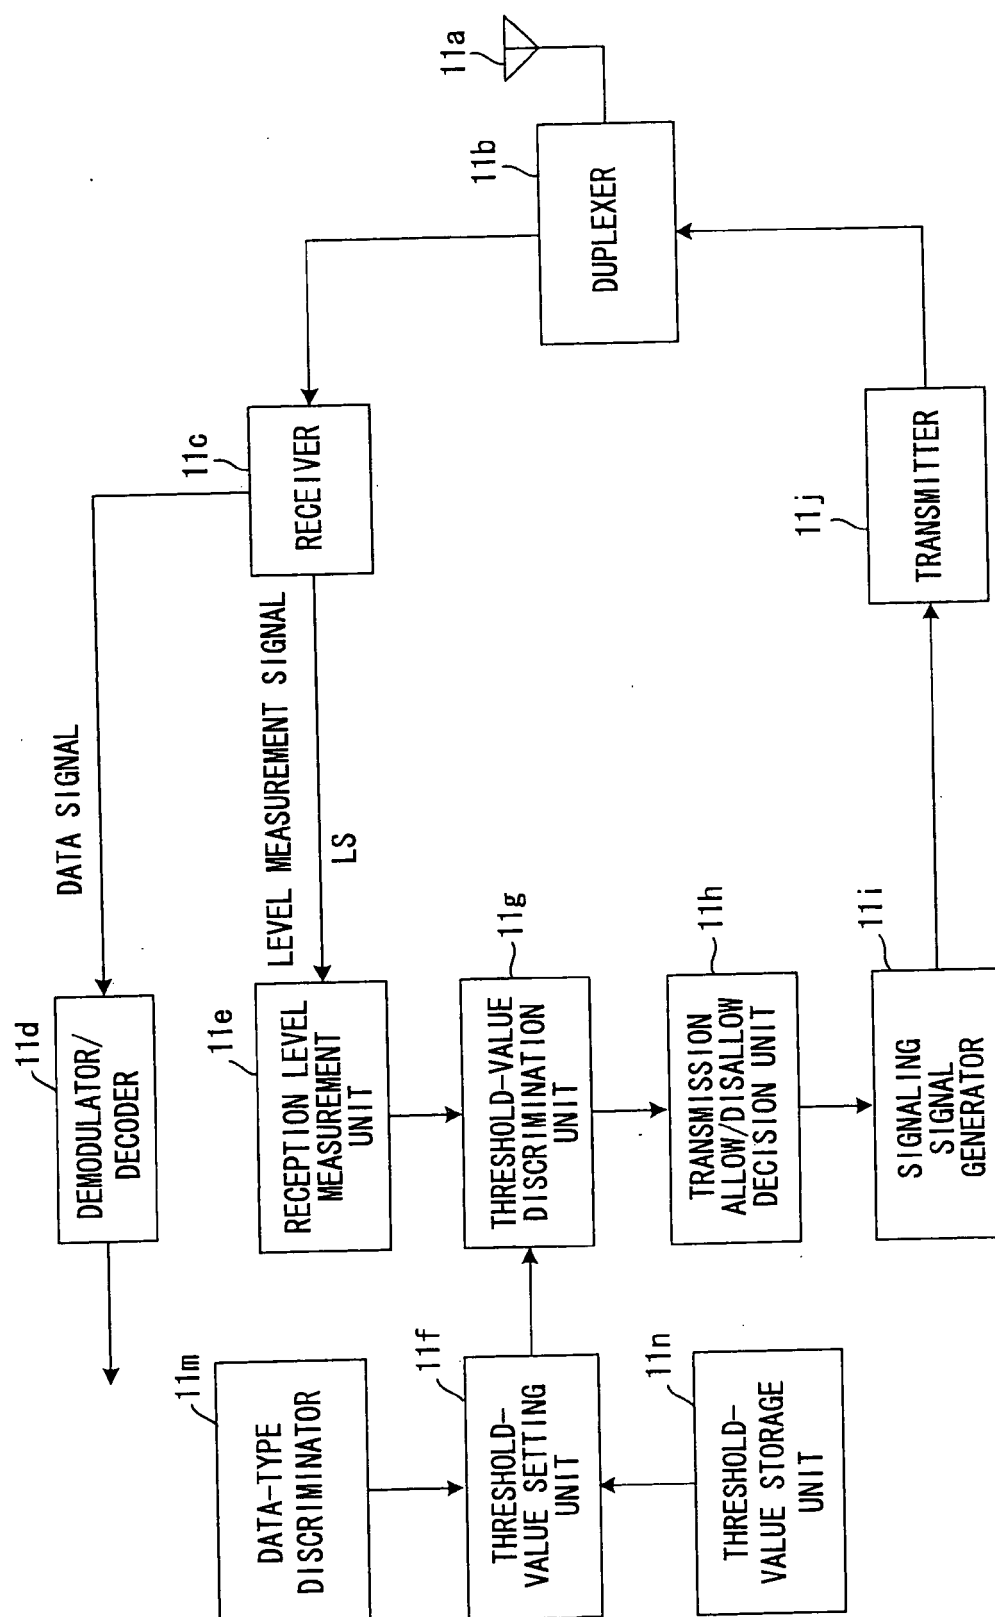 11a
11b
DUPLEXER
11c
RECEIVER
DATA SIGNAL
LEVEL MEASUREMENT SIGNAL
LS
11d
DEMODULATOR/
DECODER
11e
RECEPTION LEVEL
MEASUREMENT
UNIT
11g
THRESHOLD-VALUE
DISCRIMINATION
UNIT
11h
TRANSMISSION
ALLOW/DISALLOW
DECISION UNIT
11i
SIGNALING
SIGNAL
GENERATOR
11j
TRANSMITTER
11m
DATA-TYPE
DISCRIMINATOR
11f
THRESHOLD-
VALUE SETTING
UNIT
11n
THRESHOLD-
VALUE STORAGE
UNIT